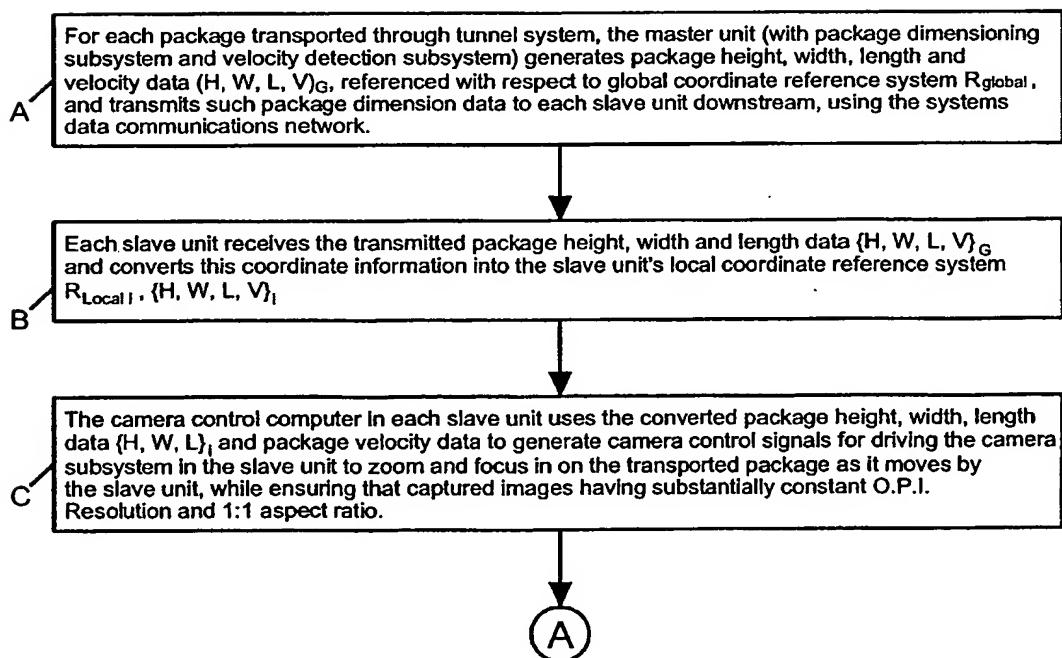 For each package transported through tunnel system, the master unit (with package dimensioning
subsystem and velocity detection subsystem) generates package height, width, length and
velocity data (H, W, L, V)G, referenced with respect to global coordinate reference system Rglobal,
and transmits such package dimension data to each slave unit downstream, using the systems
data communications network.
A
Each slave unit receives the transmitted package height, width and length data {H, W, L, V}G
and converts this coordinate information into the slave unit's local coordinate reference system
RLocal i, {H, W, L, V}i
B
The camera control computer in each slave unit uses the converted package height, width, length
data {H, W, L}i and package velocity data to generate camera control signals for driving the camera
subsystem in the slave unit to zoom and focus in on the transported package as it moves by
the slave unit, while ensuring that captured images having substantially constant O.P.I.
Resolution and 1:1 aspect ratio.
C
A